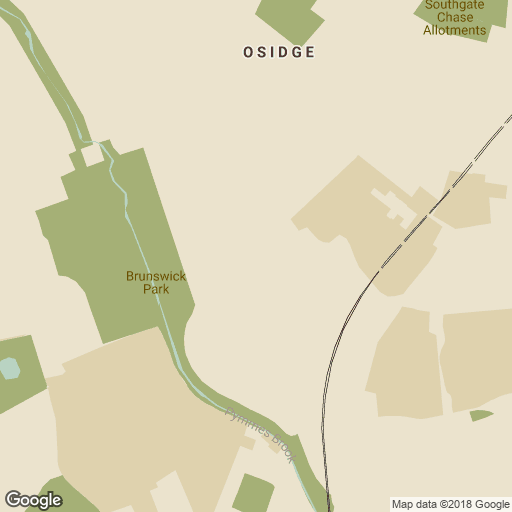 Southgate
Chase
Allotments
OSIDGE
Brunswick
Park
Pymmes Brook
Google
Map data ©2018 Google